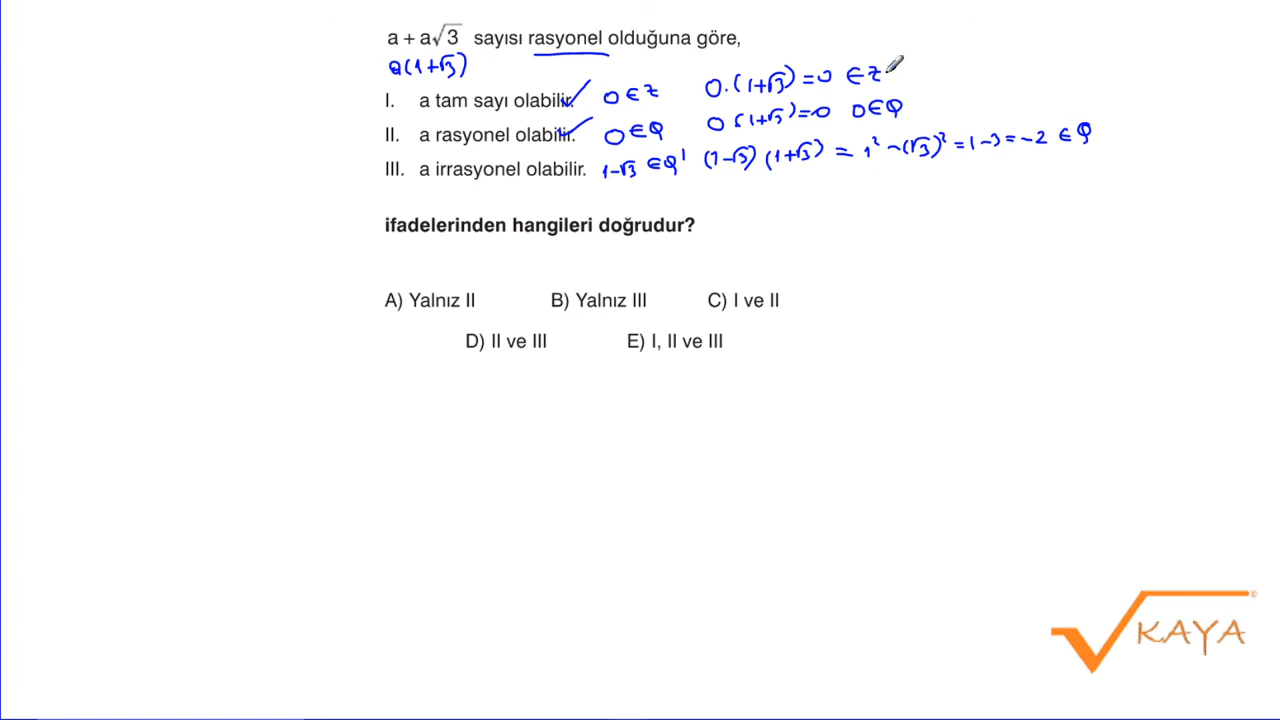 a + a√3 sayısı rasyonel olduğuna göre,
a(1+√3)
I. a tam sayı olabilir. 0 ∈ Z 0.(1+√3) = 0 ∈ Z
II. a rasyonel olabilir. 0 ∈ Q 0.(1+√3) = 0 0 ∈ Q
III. a irrasyonel olabilir. 1-√3 ∈ Q' (1-√3)(1+√3) = 1² - (√3)² = 1-3 = -2 ∈ Q
ifadelerinden hangileri doğrudur?
A) Yalnız II B) Yalnız III C) I ve II
D) II ve III E) I, II ve III
KAYA